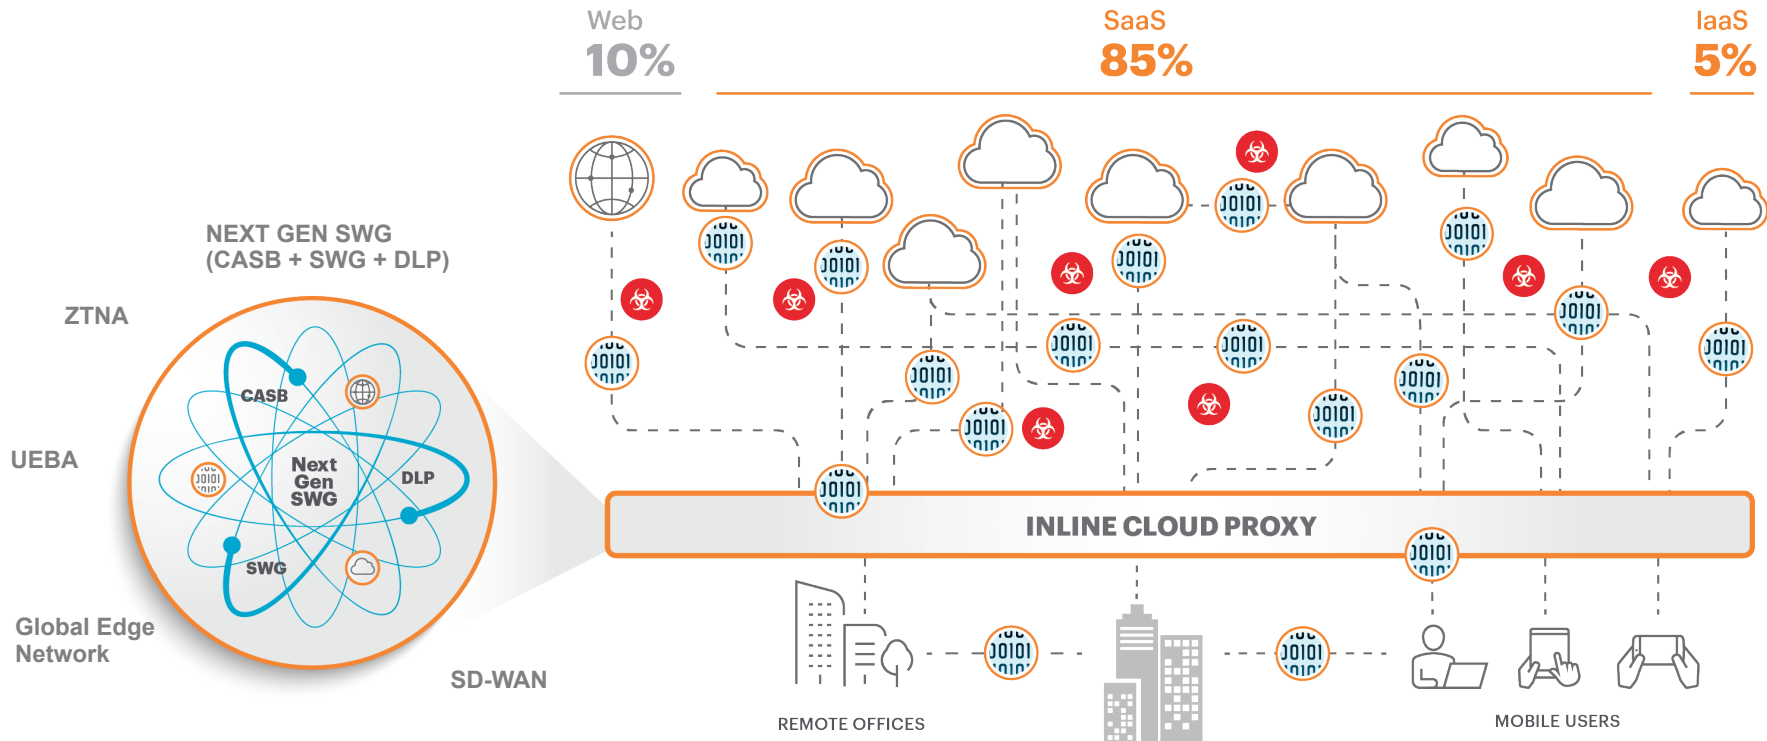 Web
10%
SaaS
85%
IaaS
5%
NEXT GEN SWG
(CASB + SWG + DLP)
ZTNA
UEBA
Global Edge
Network
SD-WAN
CASB
Next
Gen
SWG
DLP
SWG
00101
INLINE CLOUD PROXY
REMOTE OFFICES
MOBILE USERS